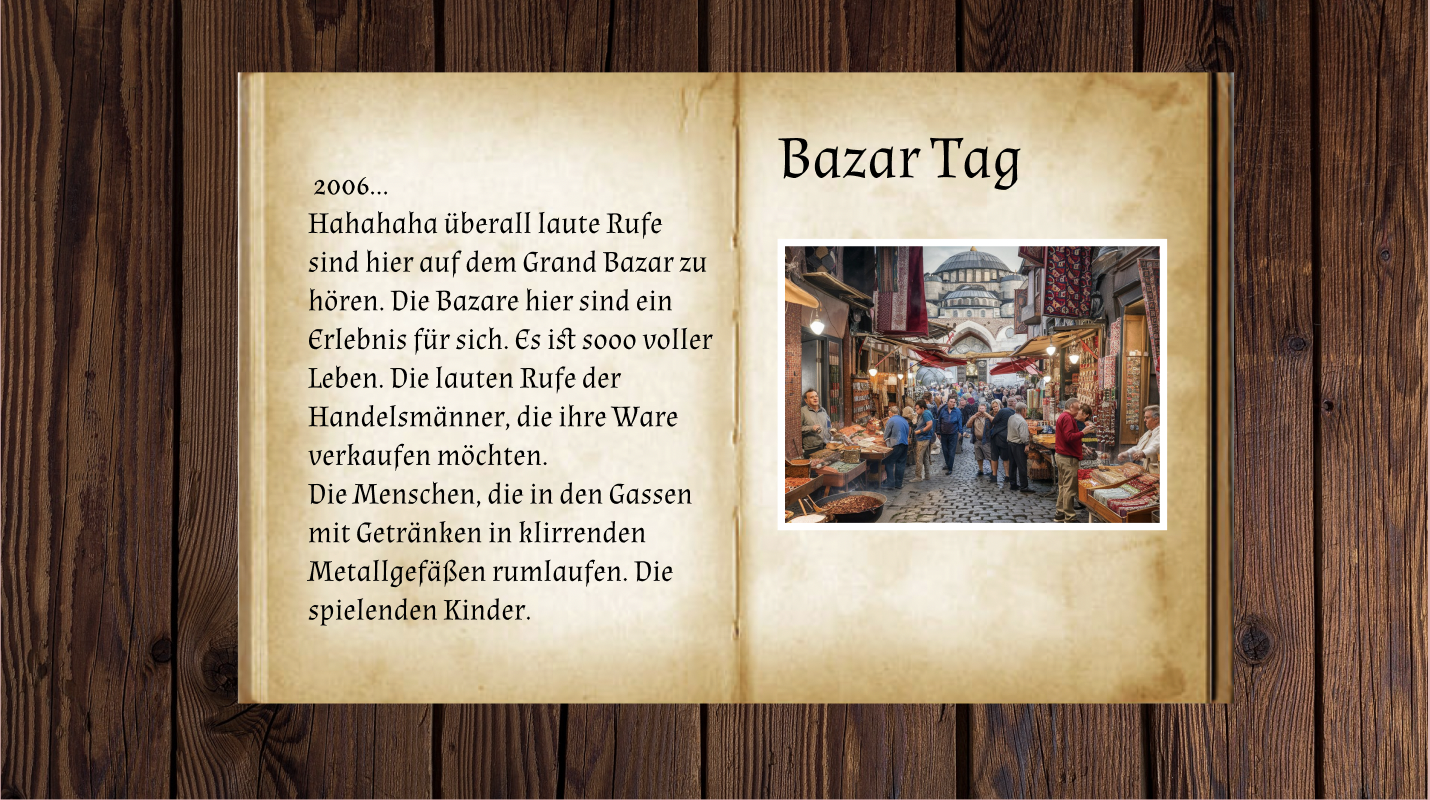 2006...
Hahahaha überall laute Rufe
sind hier auf dem Grand Bazar zu
hören. Die Bazare hier sind ein
Erlebnis für sich. Es ist sooo voller
Leben. Die lauten Rufe der
Handelsmänner, die ihre Ware
verkaufen möchten.
Die Menschen, die in den Gassen
mit Getränken in klirrenden
Metallgefäßen rumlaufen. Die
spielenden Kinder.
Bazar Tag